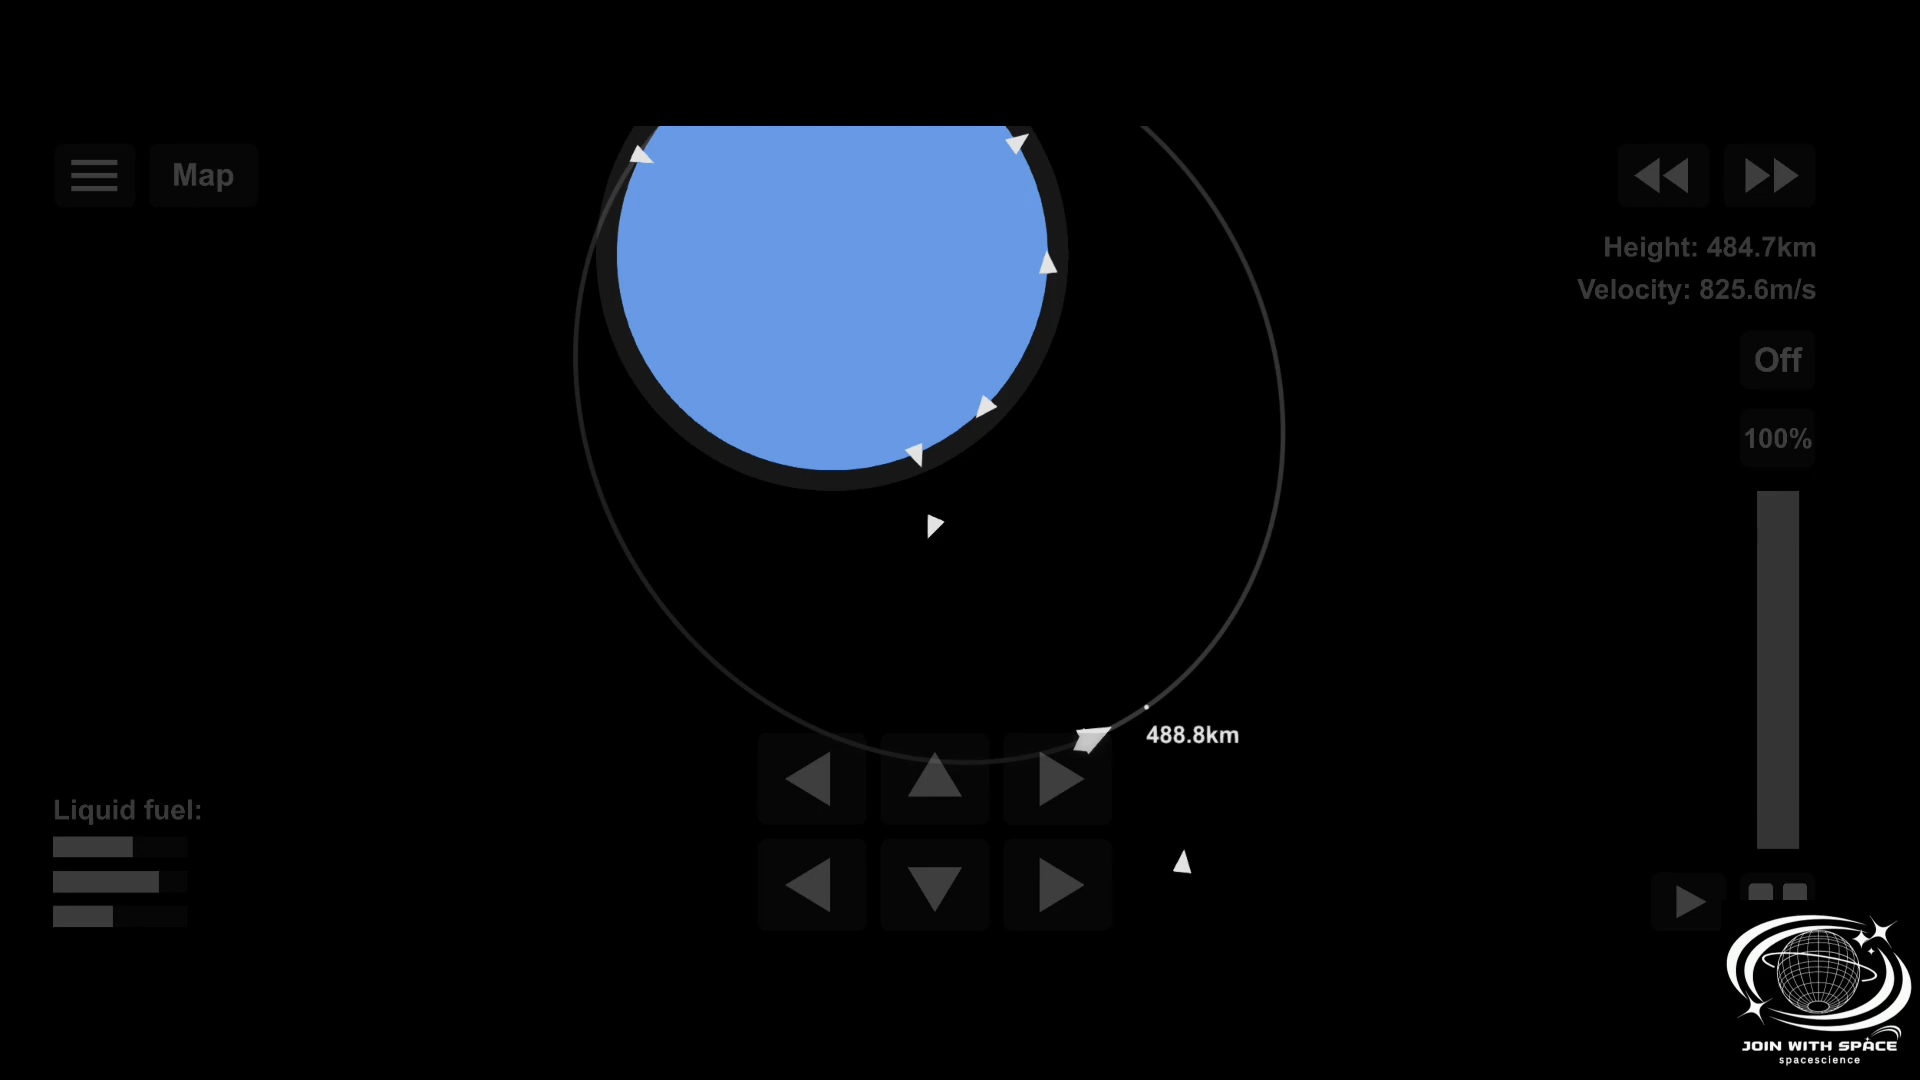 Map
Height: 484.7km
Velocity: 825.6m/s
Off
100%
488.8km
Liquid fuel:
JOIN WITH SPACE
spacescience